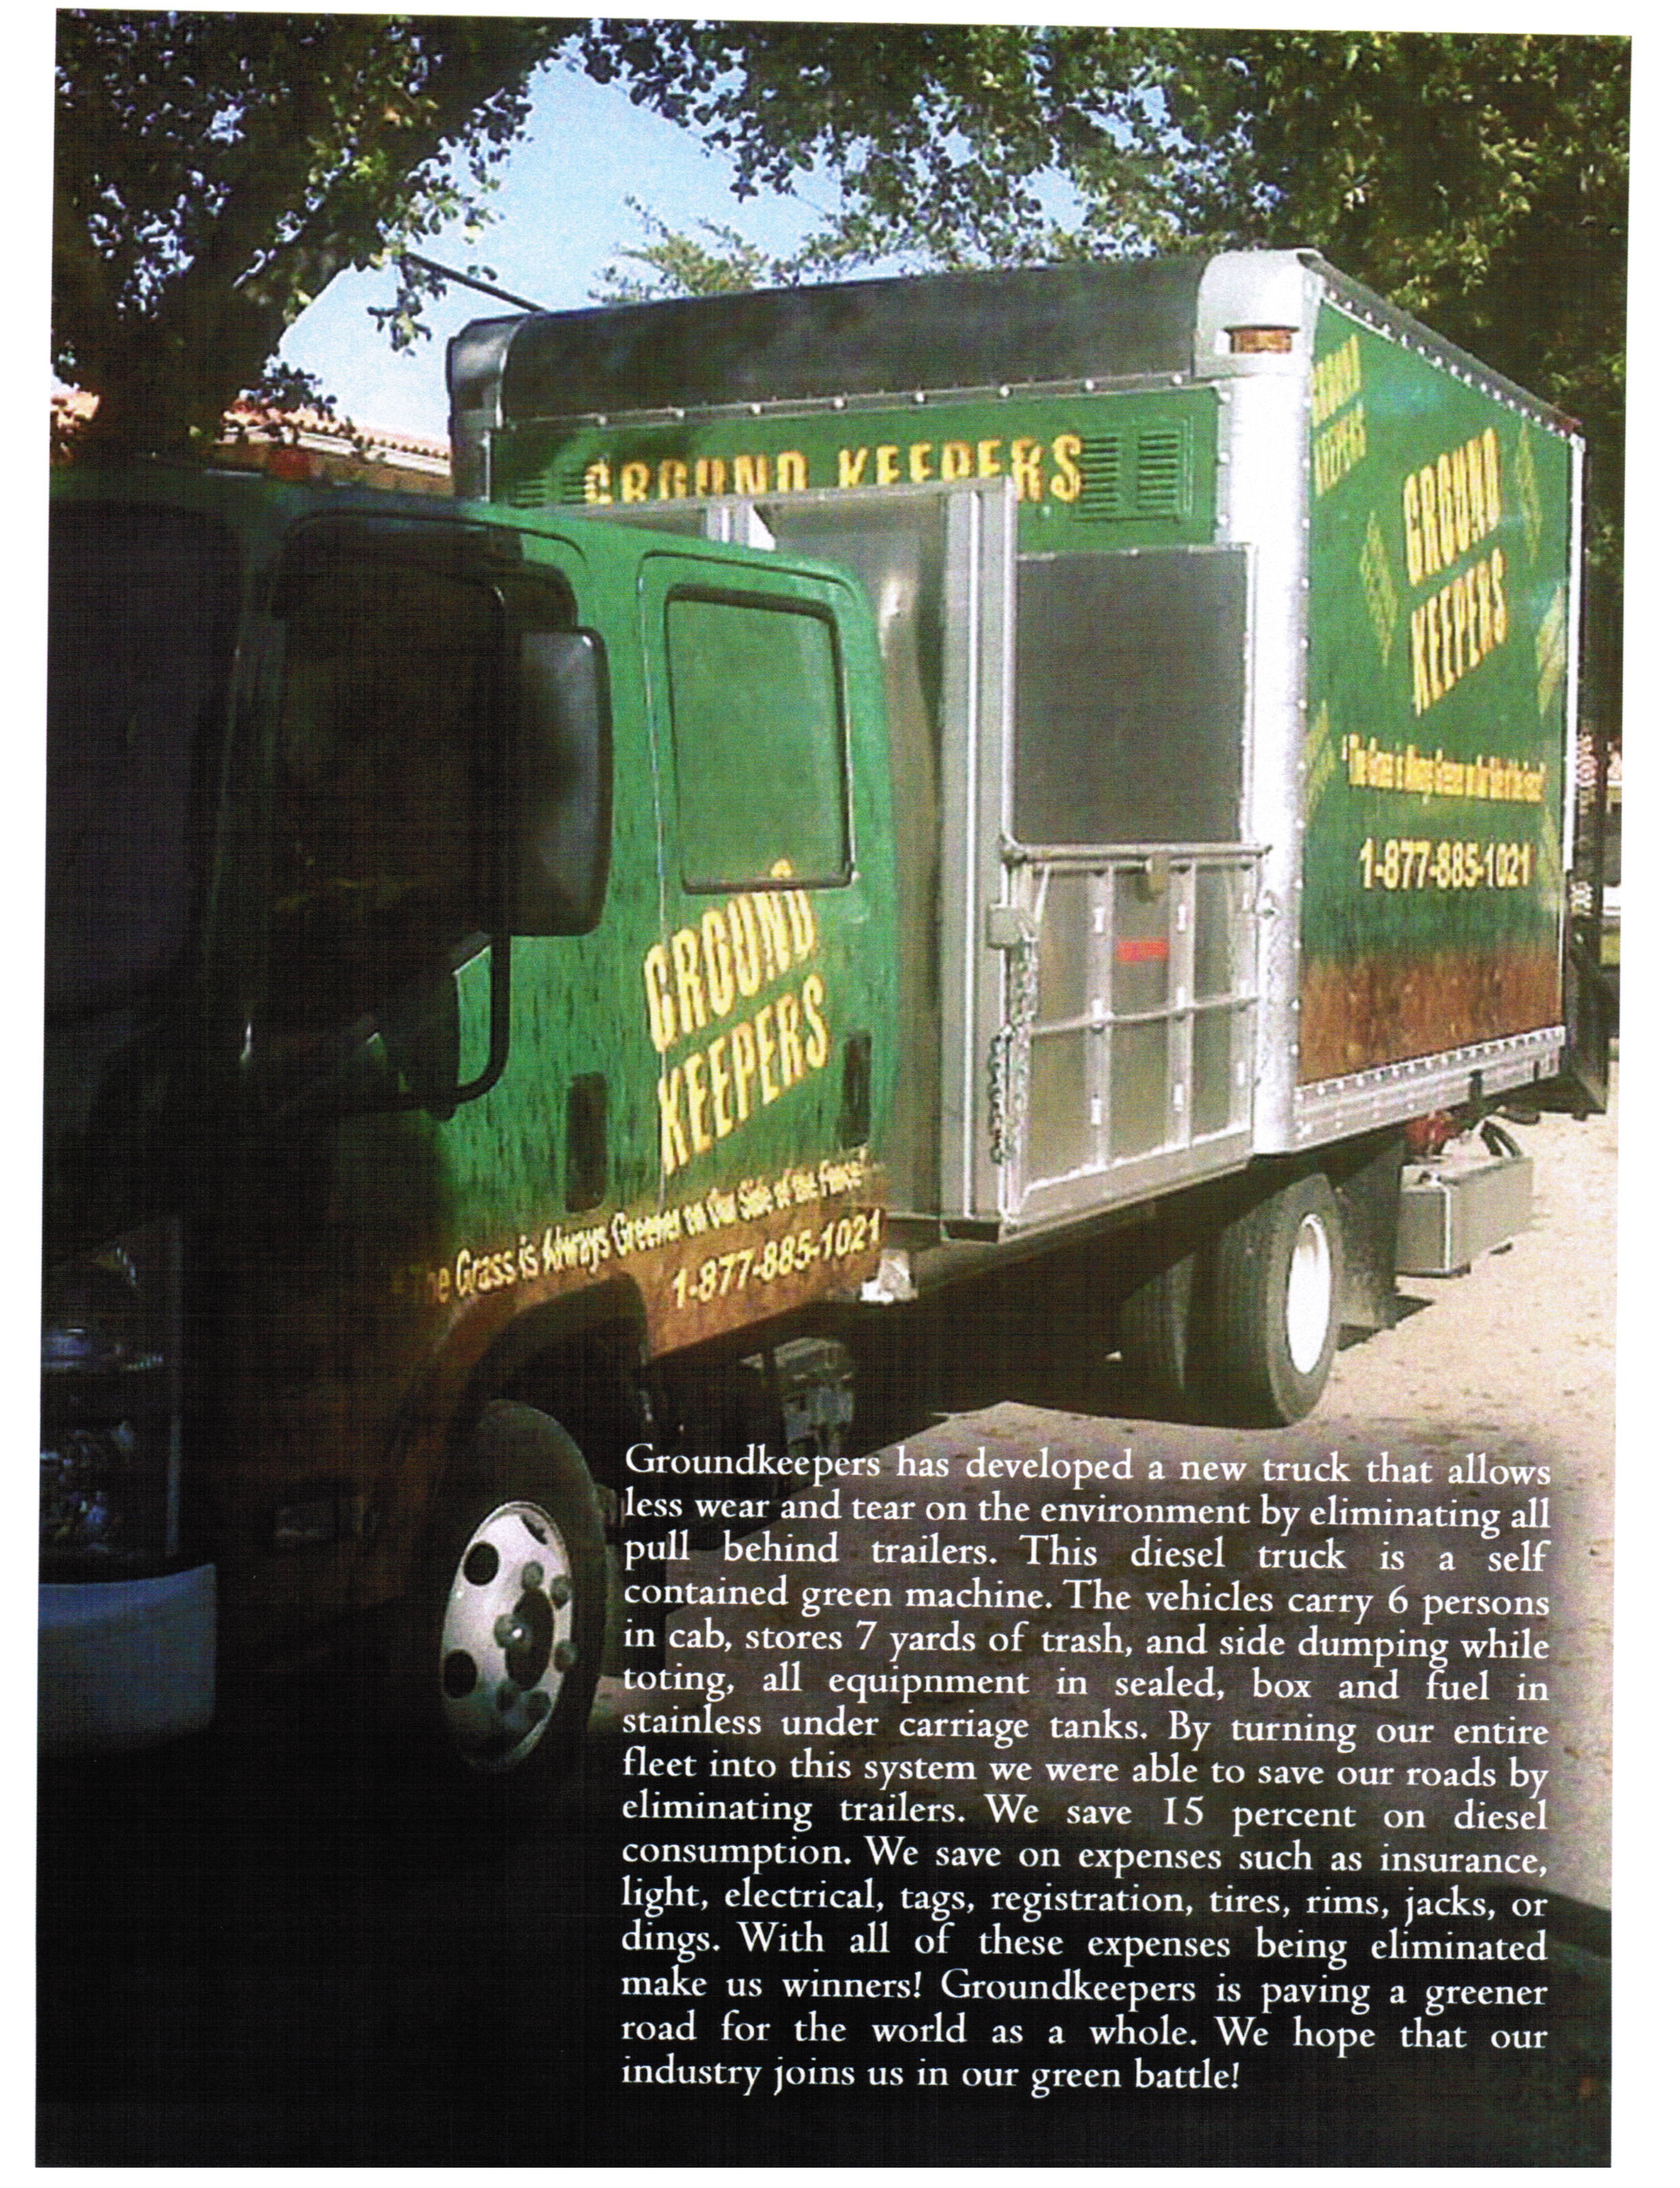 GROUND KEEPERS
GROUND
KEEPERS
GROUND
KEEPERS
"The Grass is Always Greener on Our Side of the Fence"
1-877-885-1021
GROUND
KEEPERS
"The Grass is Always Greener on Our Side of the Fence"
1-877-885-1021
Groundkeepers has developed a new truck that allows
less wear and tear on the environment by eliminating all
pull behind trailers. This diesel truck is a self
contained green machine. The vehicles carry 6 persons
in cab, stores 7 yards of trash, and side dumping while
toting, all equipnment in sealed, box and fuel in
stainless under carriage tanks. By turning our entire
fleet into this system we were able to save our roads by
eliminating trailers. We save 15 percent on diesel
consumption. We save on expenses such as insurance,
light, electrical, tags, registration, tires, rims, jacks, or
dings. With all of these expenses being eliminated
make us winners! Groundkeepers is paving a greener
road for the world as a whole. We hope that our
industry joins us in our green battle!